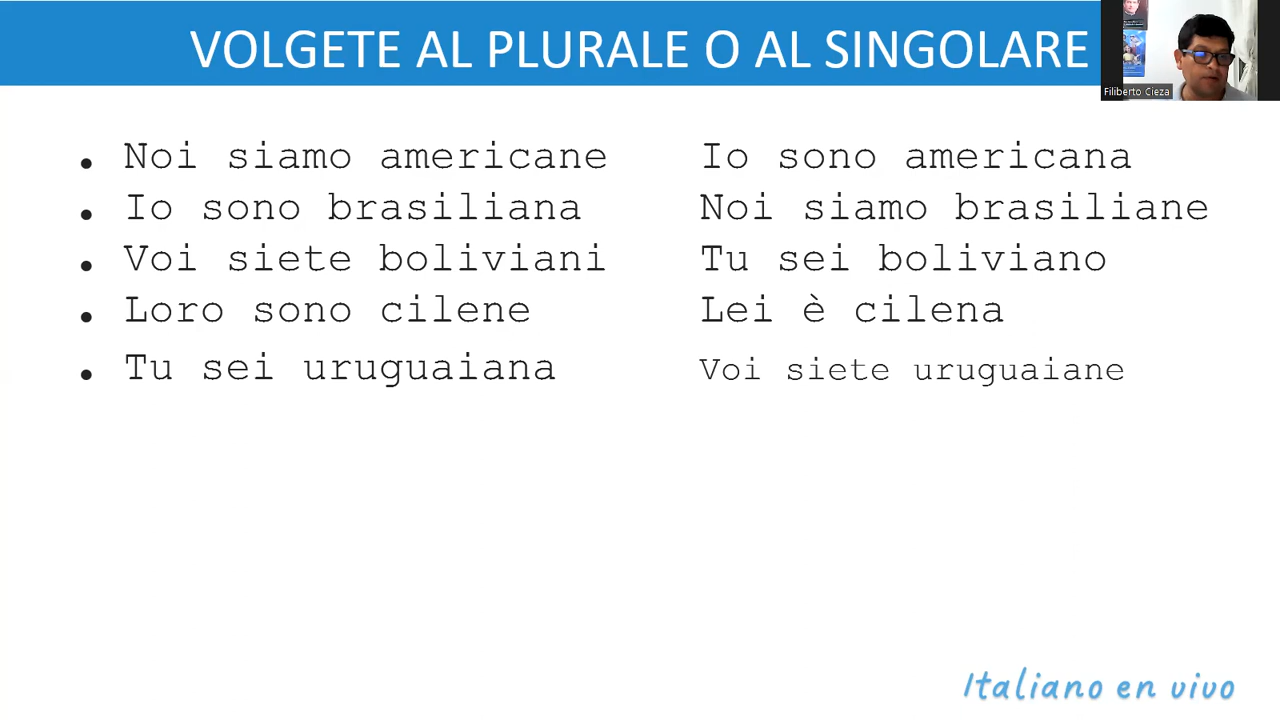 VOLGETE AL PLURALE O AL SINGOLARE
Filiberto Cieza
• Noi siamo americane Io sono americana
• Io sono brasiliana Noi siamo brasiliane
• Voi siete boliviani Tu sei boliviano
• Loro sono cilene Lei è cilena
• Tu sei uruguaiana Voi siete uruguaiane
Italiano en vivo